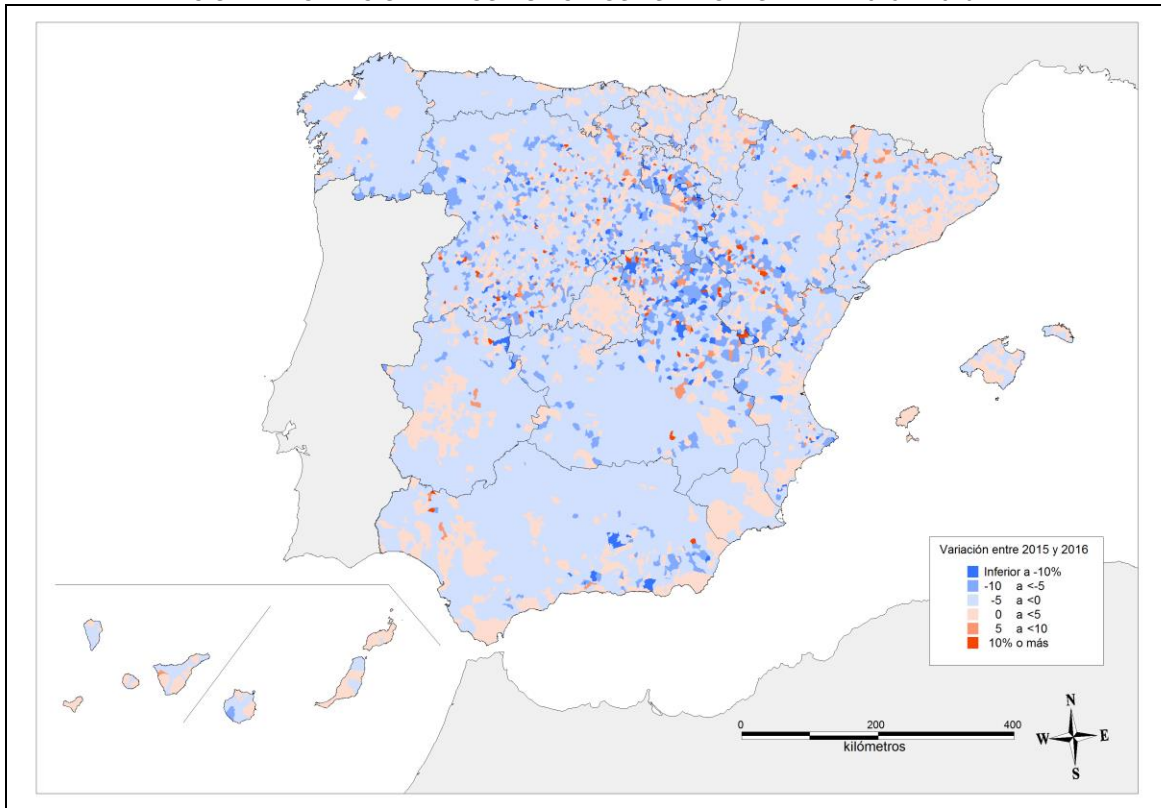 Variación entre 2015 y 2016
Inferior a -10%
-10 a <-5
-5 a <0
0 a <5
5 a <10
10% o más
0 200 400
kilómetros
N
W E
S